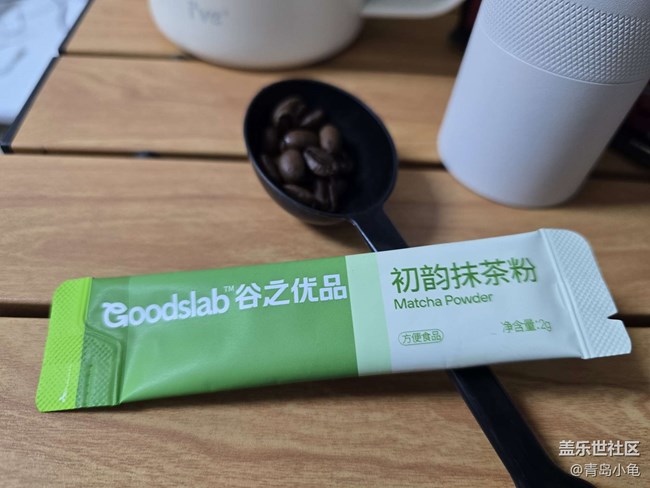 I've
Goodslab™谷之优品
初韵抹茶粉
Matcha Powder
方便食品
净含量:2g
盖乐世社区
@青岛小龟